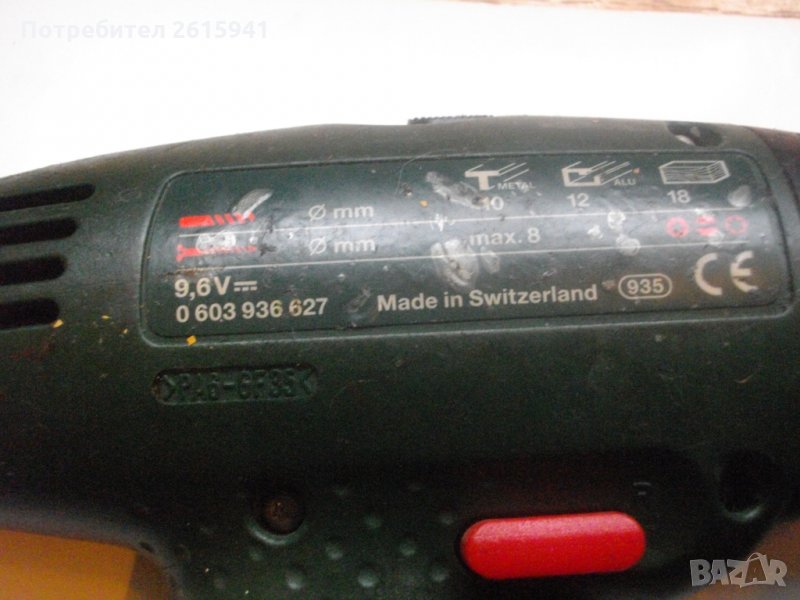 Потребител 2615941
METAL ALU
10 12 18
Ø mm
Ø mm max. 8
9,6V
0 603 936 627 Made in Switzerland 935 CE
>PA6-GF35<
BAZAR